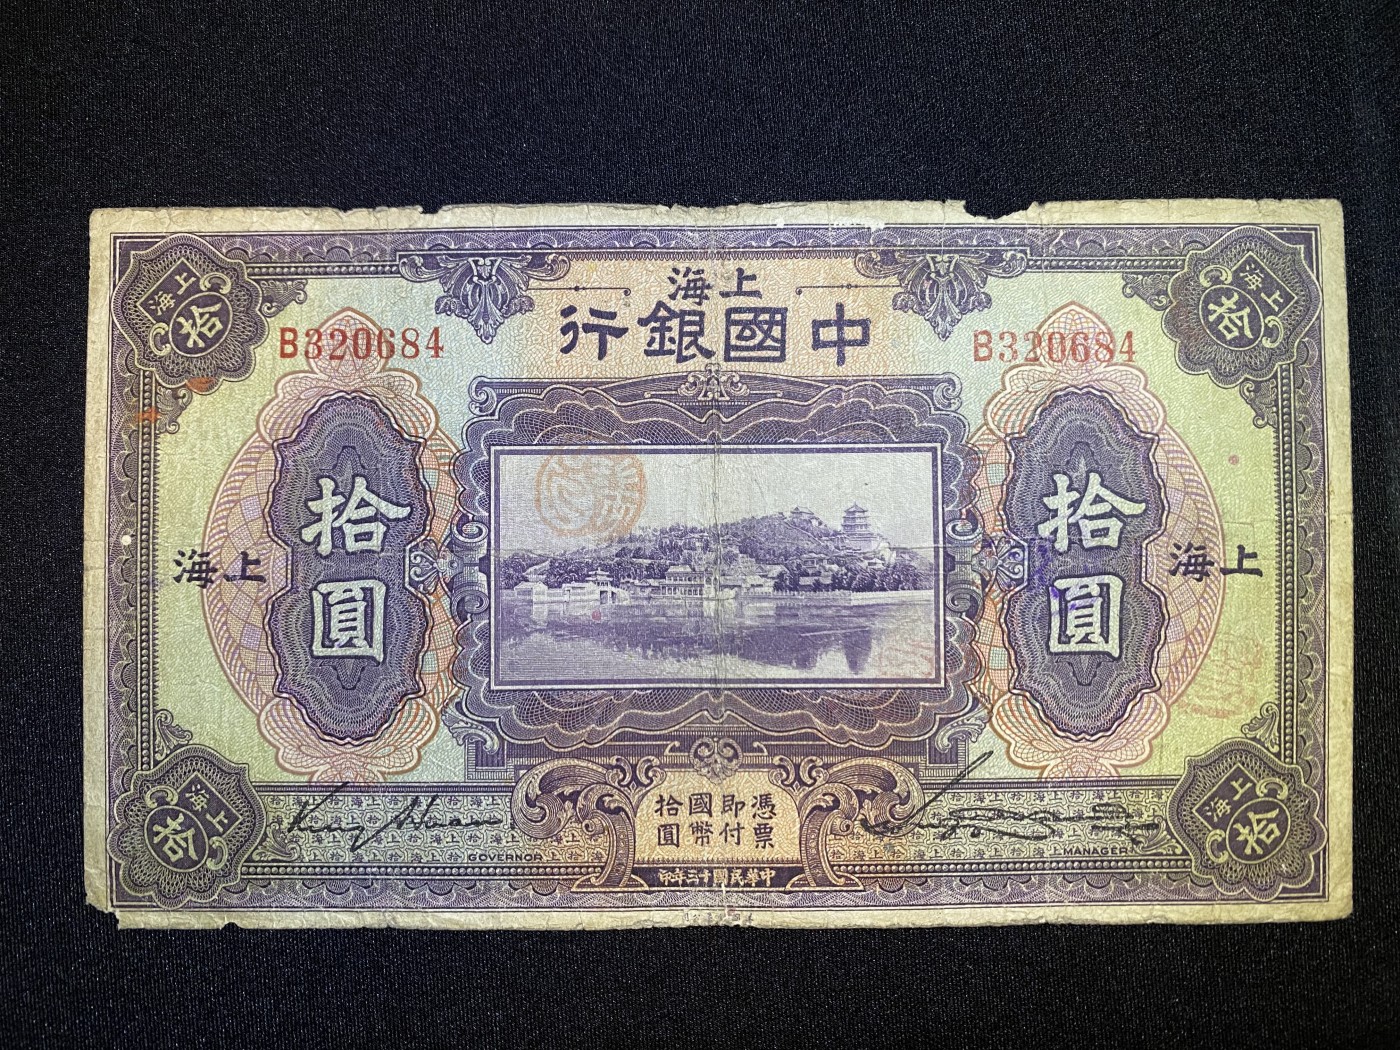 上海
中國銀行
上海
拾
上海
拾
B320684
B320684
拾圓
拾圓
上海
上海
憑票
即付
國幣
拾圓
GOVERNOR
MANAGER
上海
拾
上海
拾
中華民國十三年印